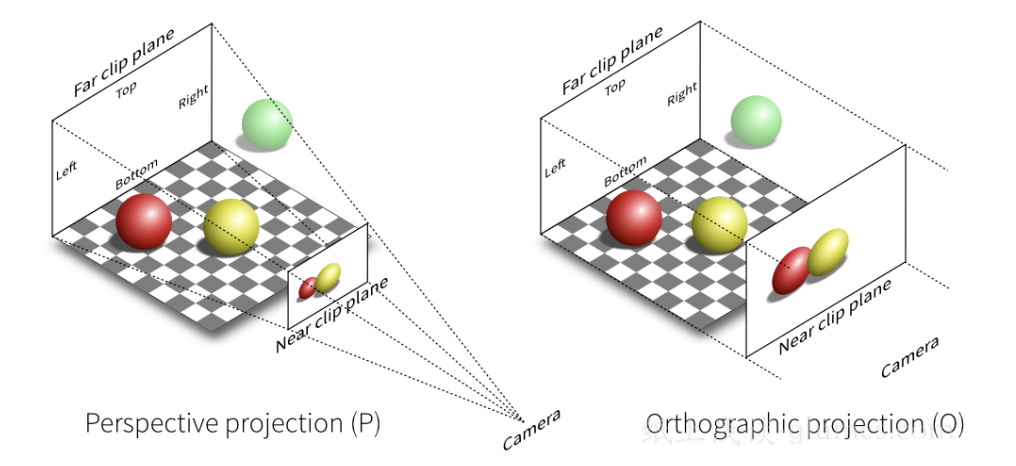 Far clip plane
Top
Right
Left
Bottom
Near clip plane
Camera
Perspective projection (P)
Far clip plane
Top
Right
Left
Bottom
Near clip plane
Camera
Orthographic projection (O)